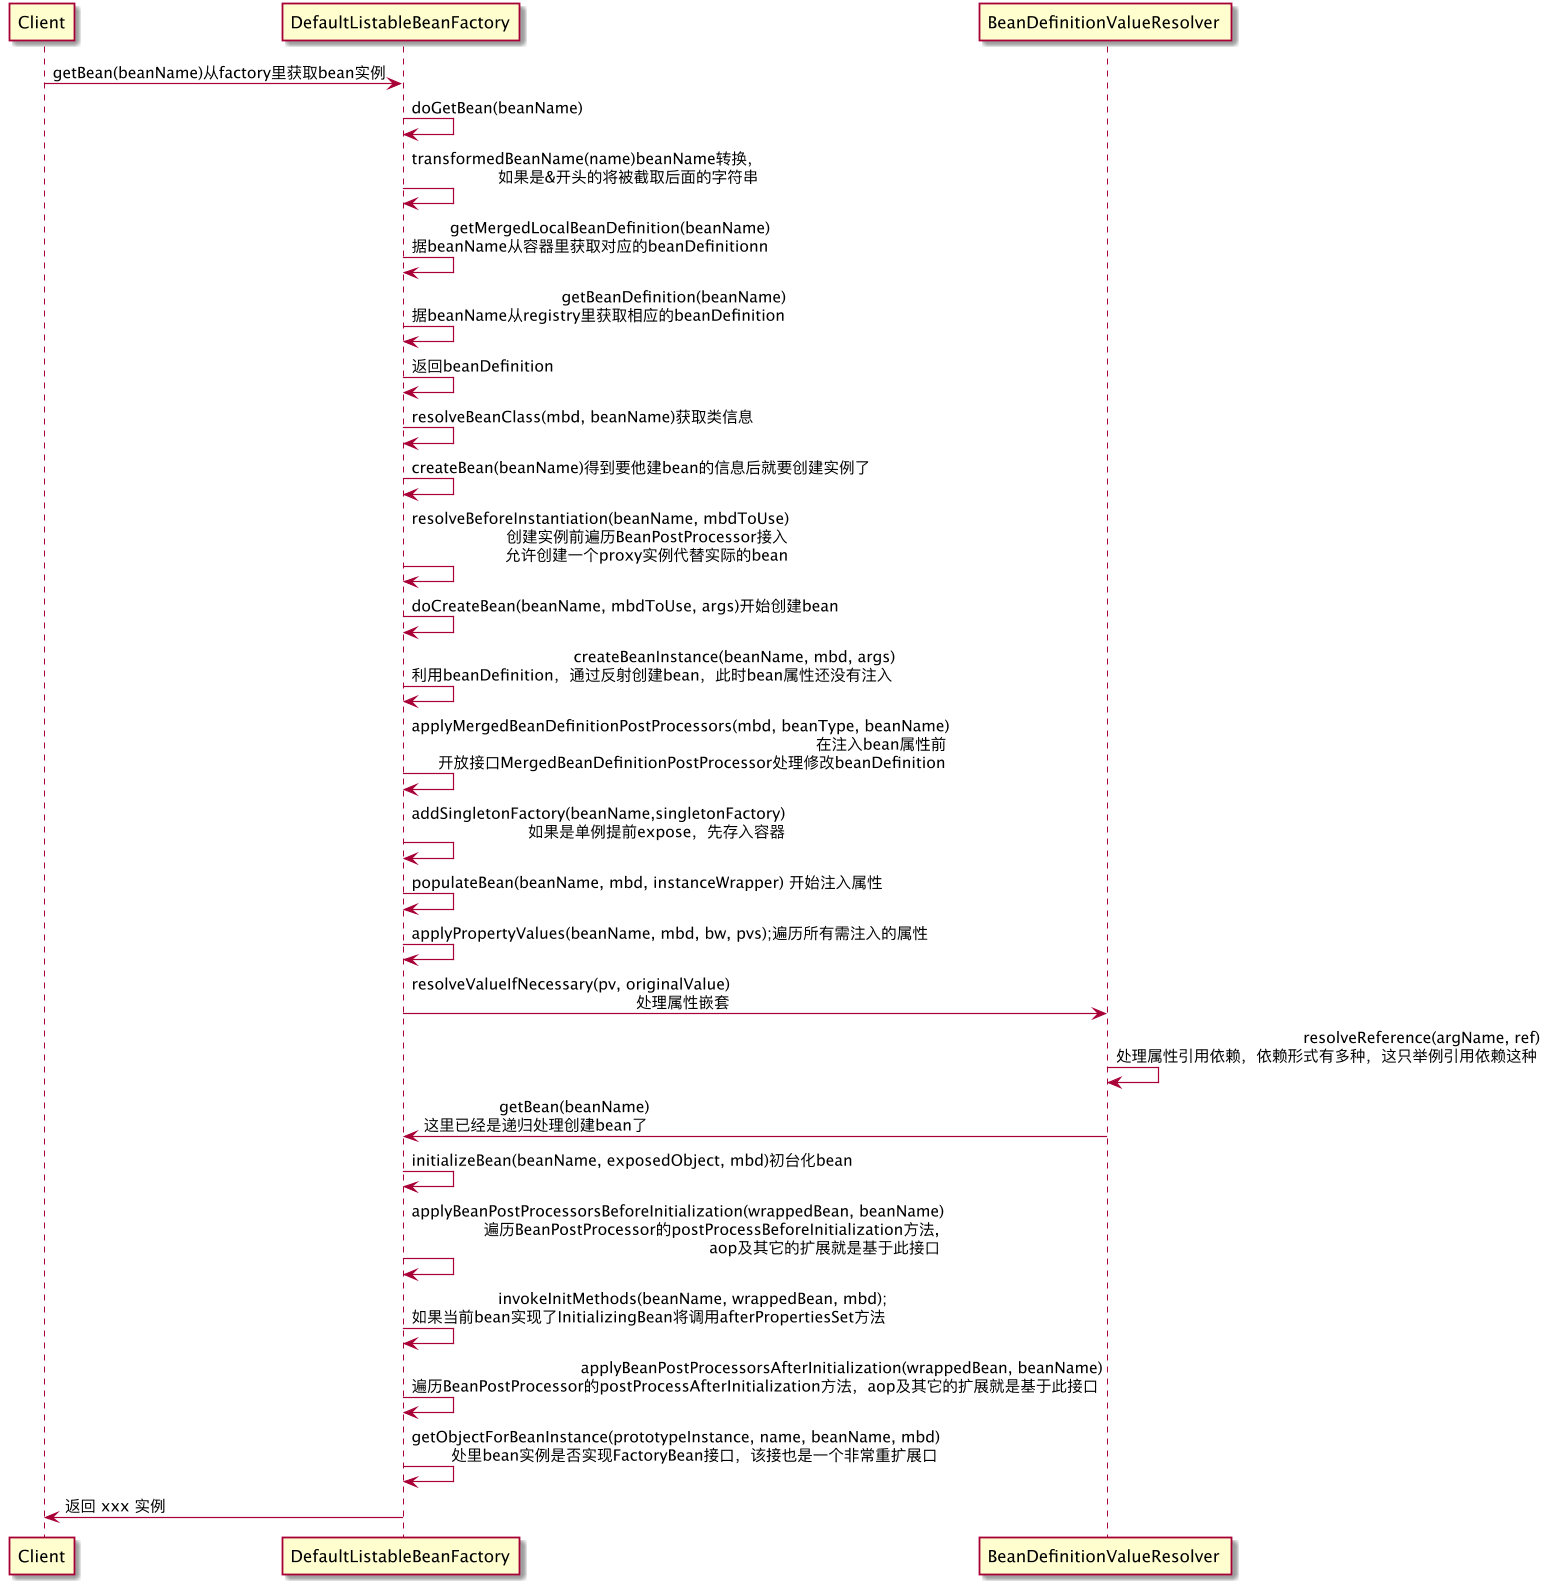 Client
DefaultListableBeanFactory
BeanDefinitionValueResolver
getBean(beanName)从factory里获取bean实例
doGetBean(beanName)
transformedBeanName(name)beanName转换，
如果是&开头的将被截取后面的字符串
getMergedLocalBeanDefinition(beanName)
据beanName从容器里获取对应的beanDefinitionn
getBeanDefinition(beanName)
据beanName从registry里获取相应的beanDefinition
返回beanDefinition
resolveBeanClass(mbd, beanName)获取类信息
createBean(beanName)得到要他建bean的信息后就要创建实例了
resolveBeforeInstantiation(beanName, mbdToUse)
创建实例前遍历BeanPostProcessor接入
允许创建一个proxy实例代替实际的bean
doCreateBean(beanName, mbdToUse, args)开始创建bean
createBeanInstance(beanName, mbd, args)
利用beanDefinition，通过反射创建bean，此时bean属性还没有注入
applyMergedBeanDefinitionPostProcessors(mbd, beanType, beanName)
在注入bean属性前
开放接口MergedBeanDefinitionPostProcessor处理修改beanDefinition
addSingletonFactory(beanName,singletonFactory)
如果是单例提前expose，先存入容器
populateBean(beanName, mbd, instanceWrapper) 开始注入属性
applyPropertyValues(beanName, mbd, bw, pvs);遍历所有需注入的属性
resolveValueIfNecessary(pv, originalValue)
处理属性嵌套
resolveReference(argName, ref)
处理属性引用依赖，依赖形式有多种，这只举例引用依赖这种
getBean(beanName)
这里已经是递归处理创建bean了
initializeBean(beanName, exposedObject, mbd)初台化bean
applyBeanPostProcessorsBeforeInitialization(wrappedBean, beanName)
遍历BeanPostProcessor的postProcessBeforeInitialization方法,
aop及其它的扩展就是基于此接口
invokeInitMethods(beanName, wrappedBean, mbd);
如果当前bean实现了InitializingBean将调用afterPropertiesSet方法
applyBeanPostProcessorsAfterInitialization(wrappedBean, beanName)
遍历BeanPostProcessor的postProcessAfterInitialization方法，aop及其它的扩展就是基于此接口
getObjectForBeanInstance(prototypeInstance, name, beanName, mbd)
处里bean实例是否实现FactoryBean接口，该接也是一个非常重扩展口
返回 xxx 实例
Client
DefaultListableBeanFactory
BeanDefinitionValueResolver